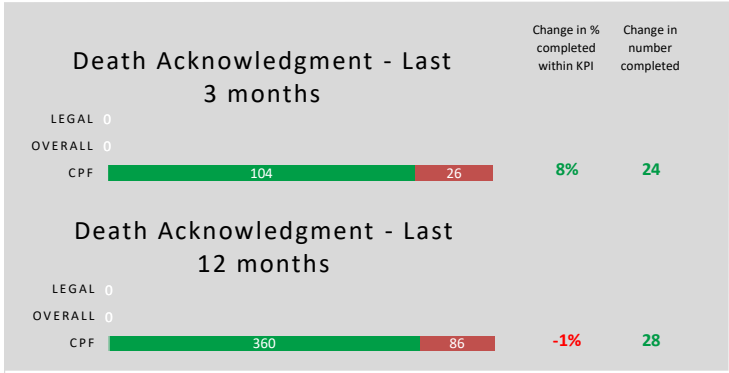 Change in %
completed
within KPI
Change in
number
completed
Death Acknowledgment - Last
3 months
LEGAL 0
OVERALL 0
CPF 104 26 8% 24
Death Acknowledgment - Last
12 months
LEGAL 0
OVERALL 0
CPF 360 86 -1% 28